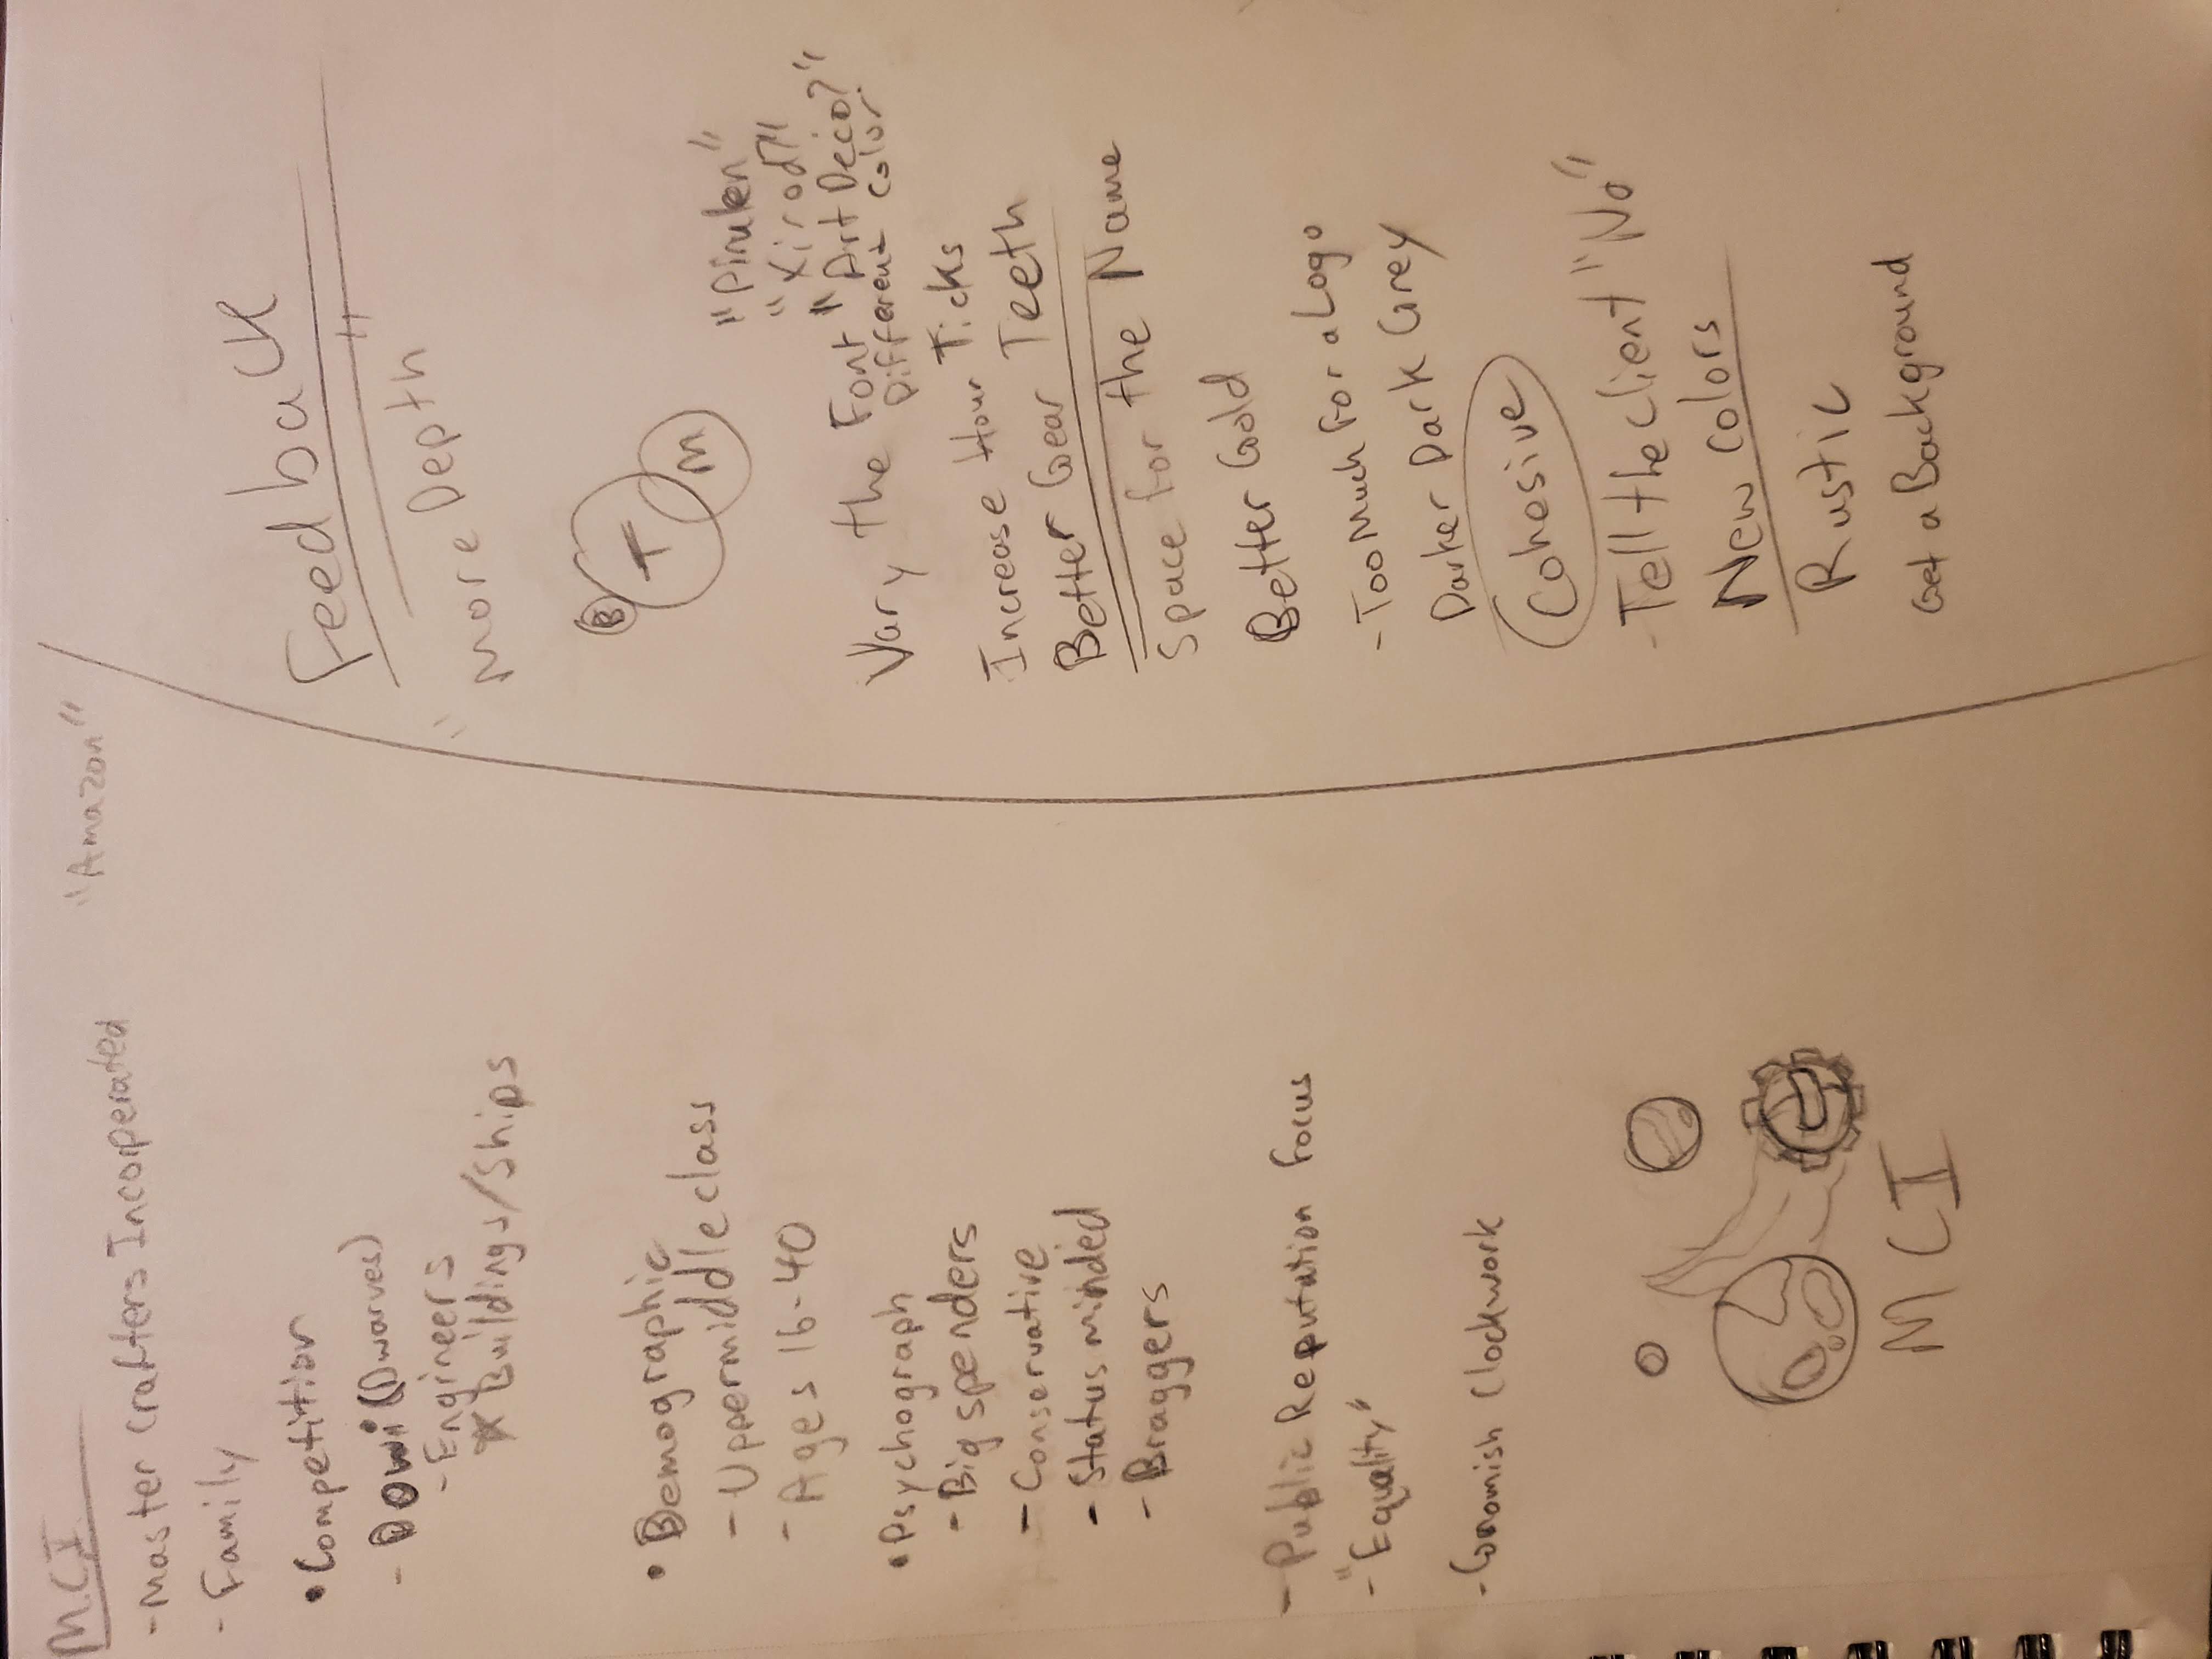 M.C.I.
"Amazon"
- Master Crafters Incorperated
- Family
• Competition
- Dowi (Dwarves)
- Engineers
* Buildings/Ships
• Demographic
- Uppermiddle class
- Ages 16-40
• Psychograph
- Big spenders
- Conservative
- Status minded
- Braggers
- Public Reputation Focus
- "Equality"
- Gnomish Clockwork
MCI
Feedback
"More Depth"
B
T
M
"Pirulen"
"Xirod?"
Vary the Font "Art Deco?"
Different Color
Increase Hour Ticks
Better Gear Teeth
Space for the Name
Better Gold
- Too Much For a Logo
Darker Dark Grey
Cohesive
- Tell the Client "No"
New Colors
Rustic
Get a Background